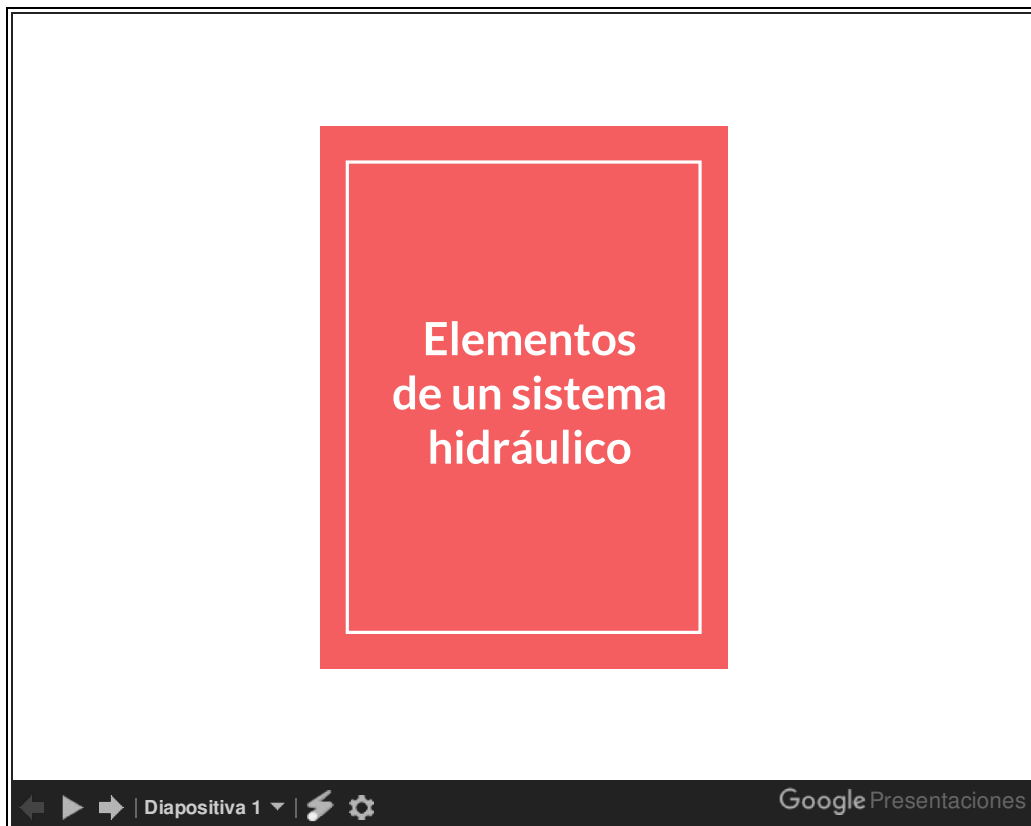 Elementos
de un sistema
hidráulico
Diapositiva 1
Google Presentaciones